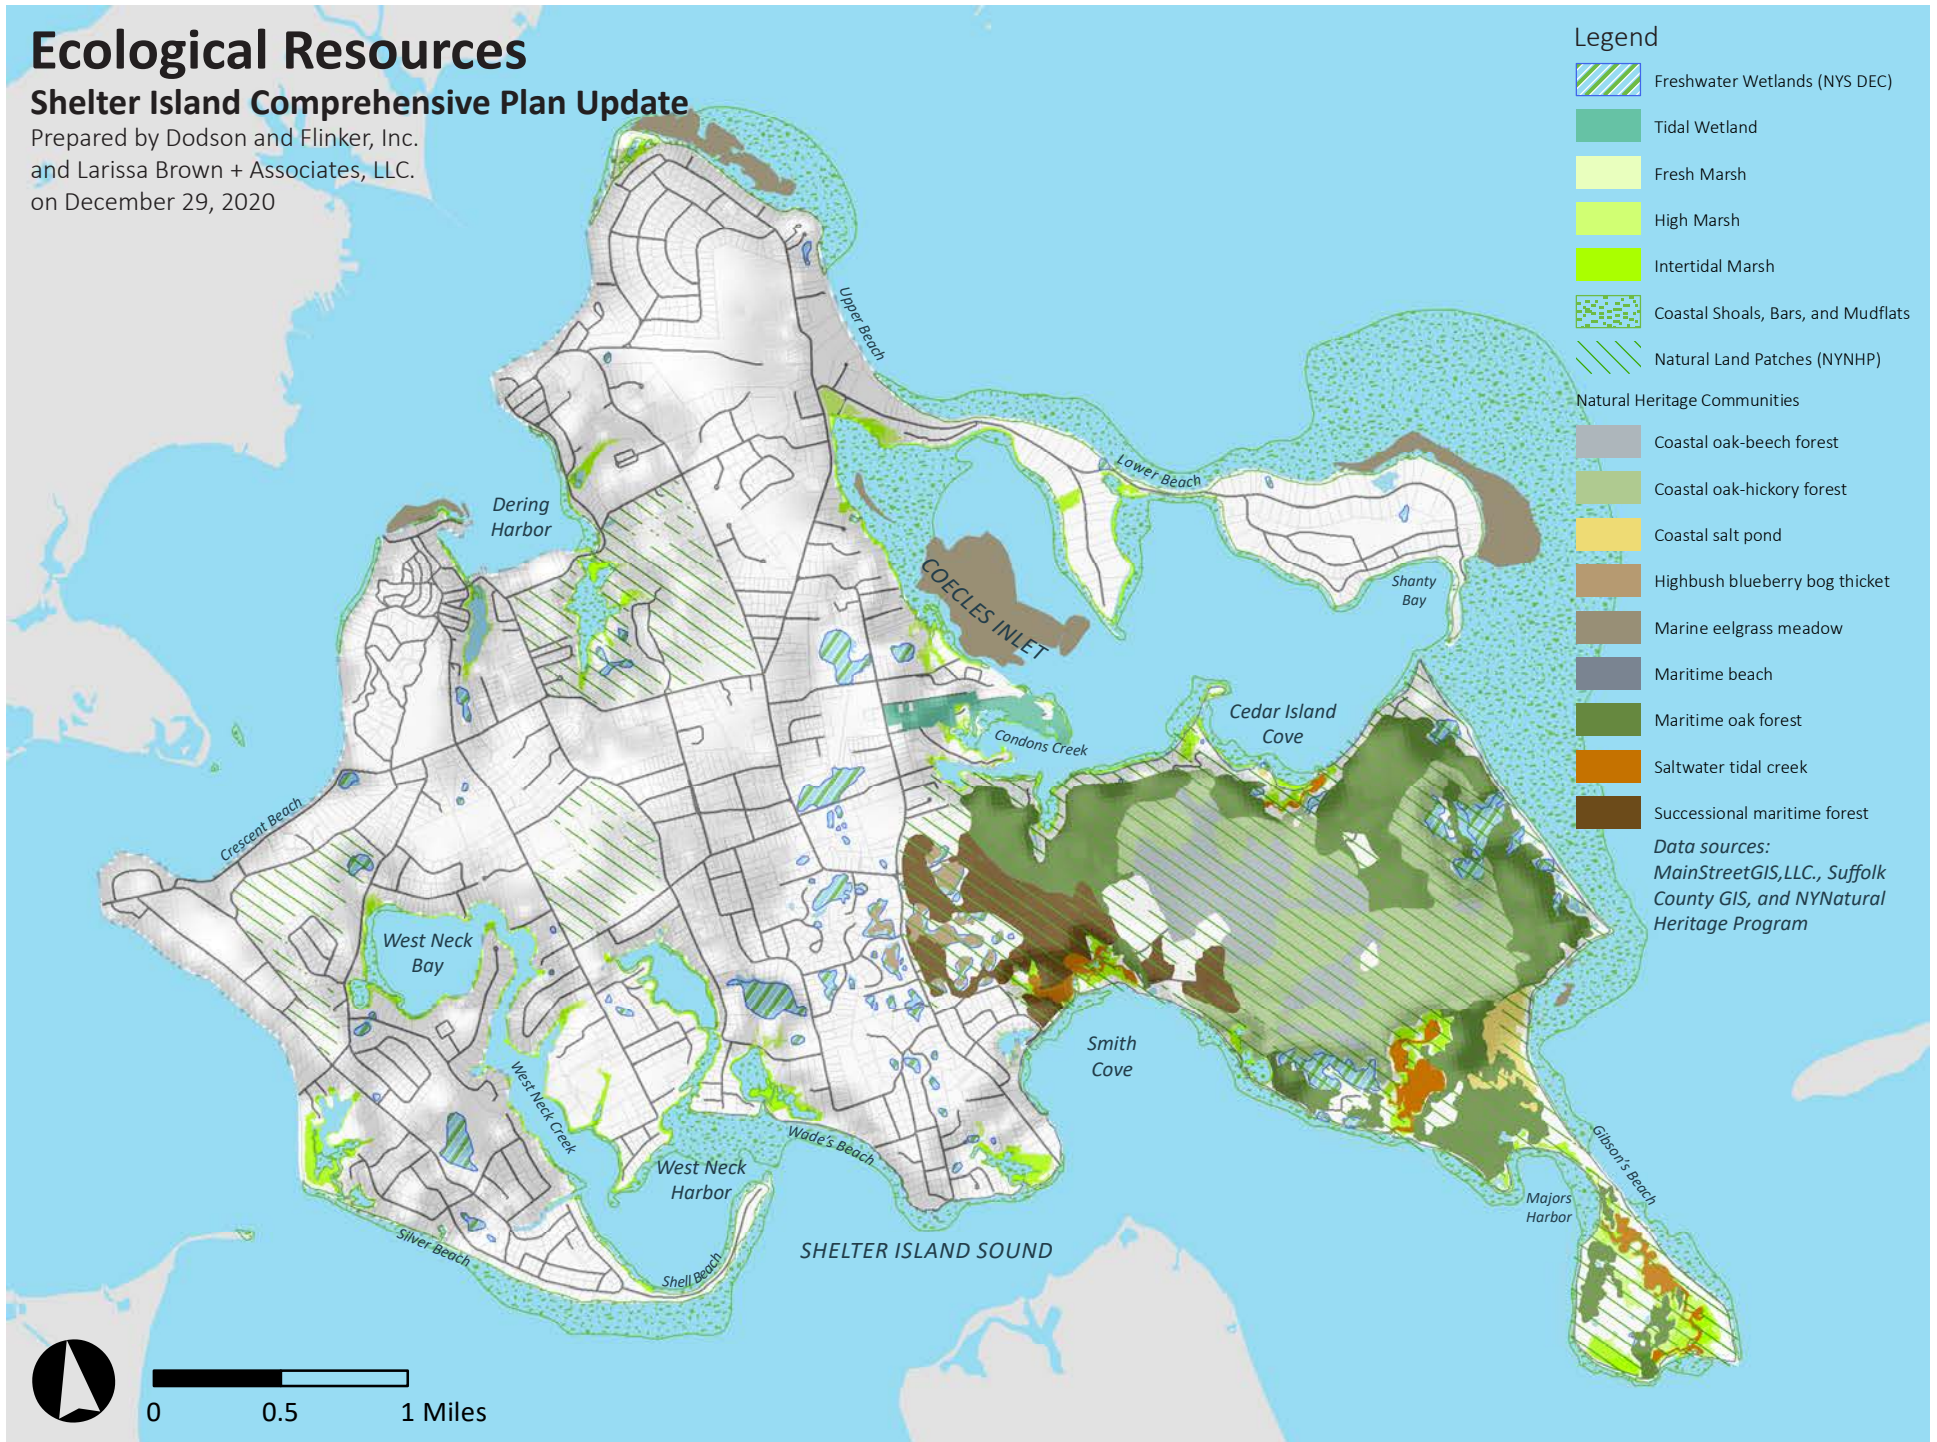 Ecological Resources
Shelter Island Comprehensive Plan Update
Prepared by Dodson and Flinker, Inc.
and Larissa Brown + Associates, LLC.
on December 29, 2020
Legend
Freshwater Wetlands (NYS DEC)
Tidal Wetland
Fresh Marsh
High Marsh
Intertidal Marsh
Coastal Shoals, Bars, and Mudflats
Natural Land Patches (NYNHP)
Natural Heritage Communities
Coastal oak-beech forest
Coastal oak-hickory forest
Coastal salt pond
Highbush blueberry bog thicket
Marine eelgrass meadow
Maritime beach
Maritime oak forest
Saltwater tidal creek
Successional maritime forest
Data sources:
MainStreetGIS,LLC., Suffolk
County GIS, and NYNatural
Heritage Program
Upper Beach
Lower Beach
Dering
Harbor
COECLES INLET
Shanty
Bay
Cedar Island
Cove
Condons Creek
Crescent Beach
West Neck
Bay
Smith
Cove
West Neck Creek
Wade's Beach
West Neck
Harbor
Gibson's Beach
Majors
Harbor
Silver Beach
Shell Beach
SHELTER ISLAND SOUND
0
0.5
1 Miles